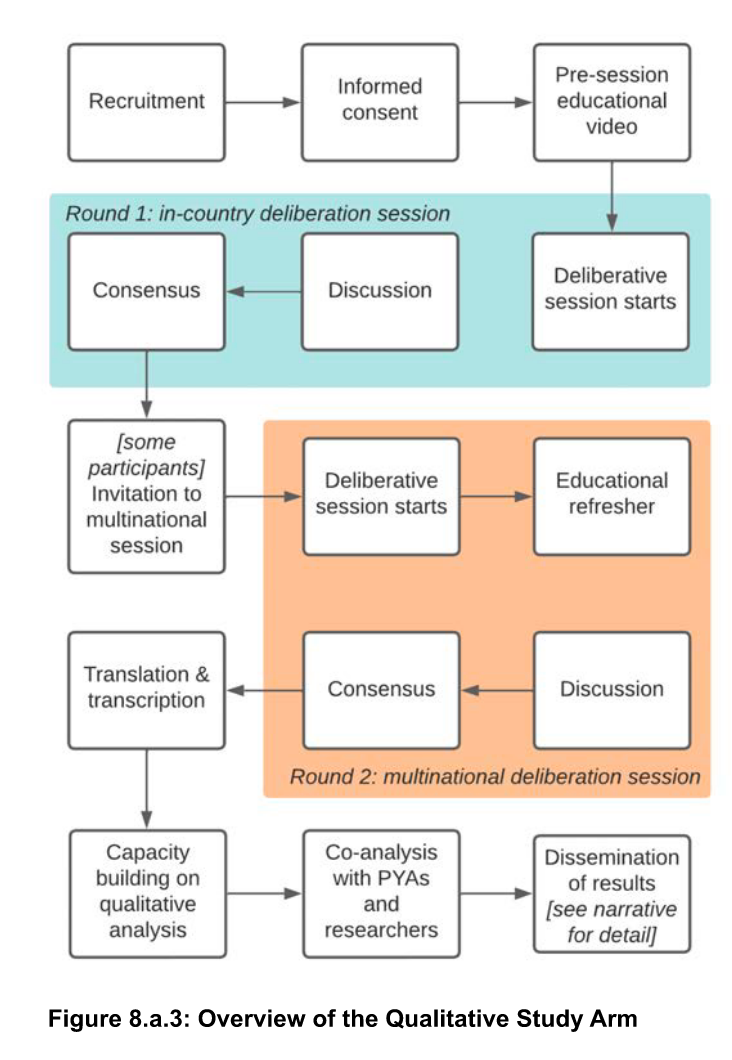 Recruitment
Informed
consent
Pre-session
educational
video
Round 1: in-country deliberation session
Consensus
Discussion
Deliberative
session starts
[some
participants]
Invitation to
multinational
session
Deliberative
session starts
Educational
refresher
Translation &
transcription
Consensus
Discussion
Round 2: multinational deliberation session
Capacity
building on
qualitative
analysis
Co-analysis
with PYAs
and
researchers
Dissemination
of results
[see narrative
for detail]
Figure 8.a.3: Overview of the Qualitative Study Arm